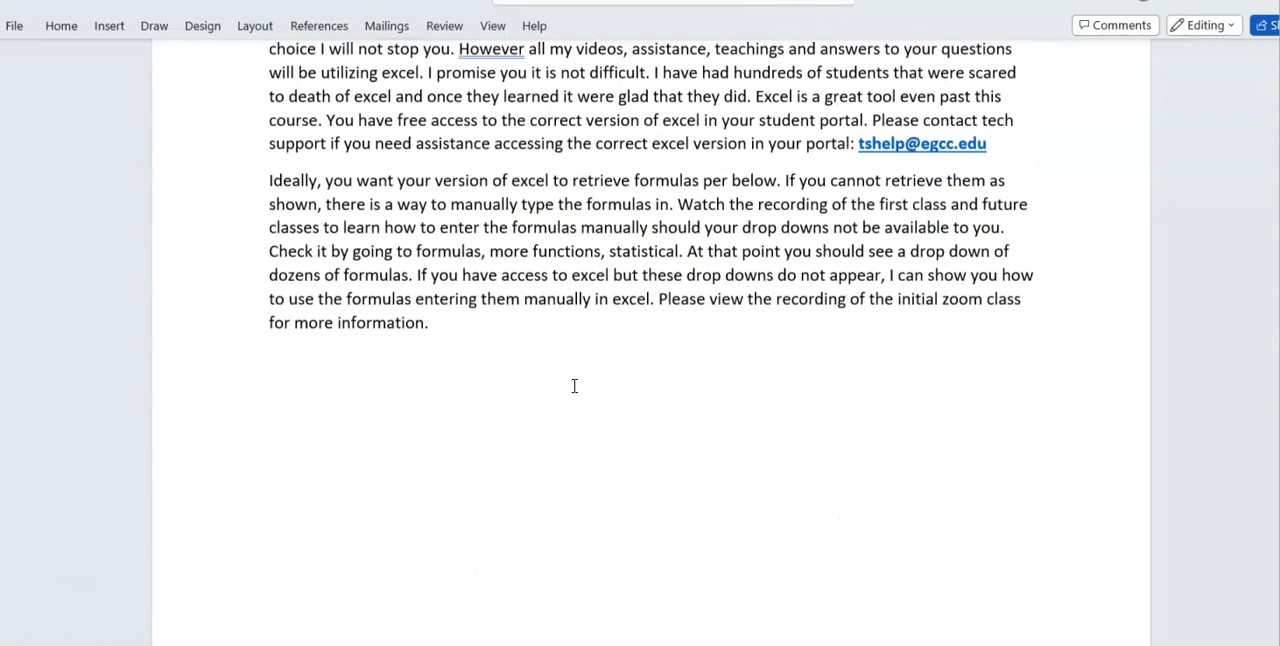 File Home Insert Draw Design Layout References Mailings Review View Help Comments Editing
choice I will not stop you. However all my videos, assistance, teachings and answers to your questions
will be utilizing excel. I promise you it is not difficult. I have had hundreds of students that were scared
to death of excel and once they learned it were glad that they did. Excel is a great tool even past this
course. You have free access to the correct version of excel in your student portal. Please contact tech
support if you need assistance accessing the correct excel version in your portal: tshelp@egcc.edu
Ideally, you want your version of excel to retrieve formulas per below. If you cannot retrieve them as
shown, there is a way to manually type the formulas in. Watch the recording of the first class and future
classes to learn how to enter the formulas manually should your drop downs not be available to you.
Check it by going to formulas, more functions, statistical. At that point you should see a drop down of
dozens of formulas. If you have access to excel but these drop downs do not appear, I can show you how
to use the formulas entering them manually in excel. Please view the recording of the initial zoom class
for more information.